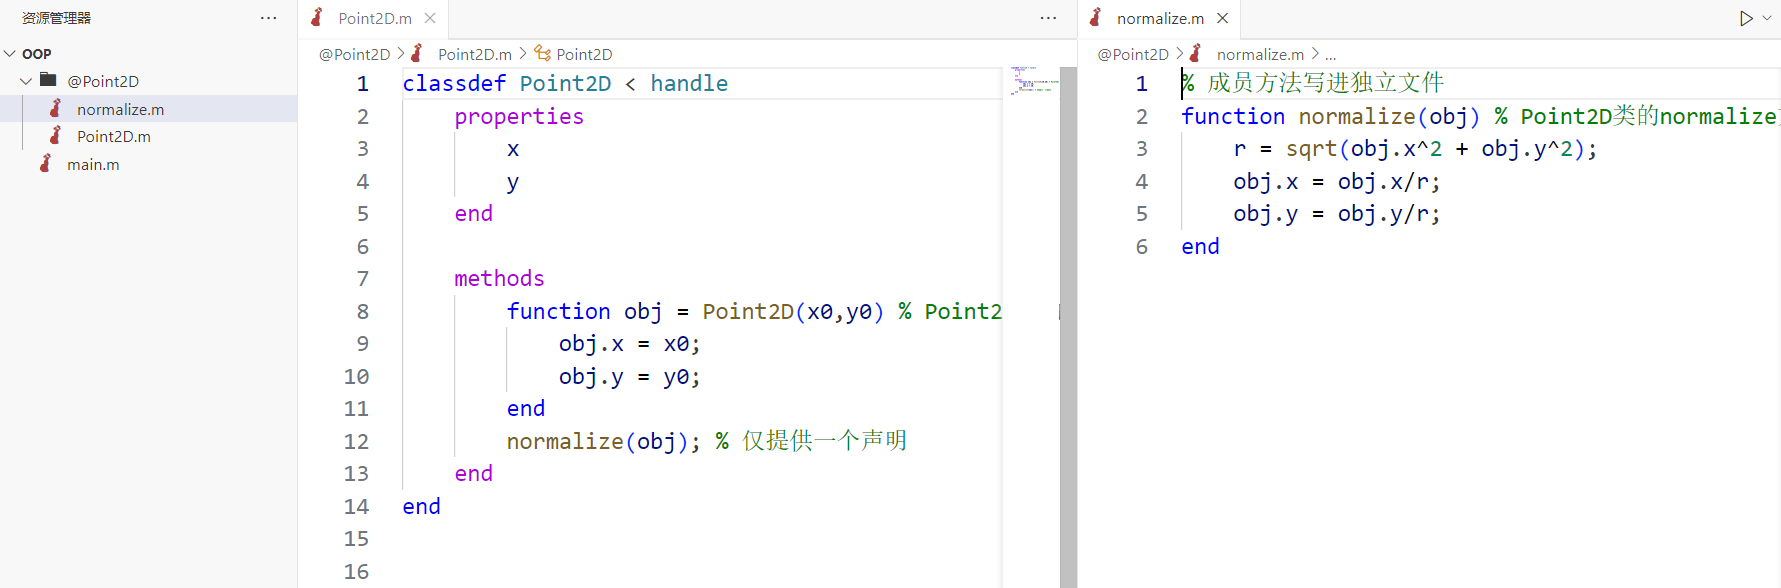 资源管理器
OOP
@Point2D
normalize.m
Point2D.m
main.m
Point2D.m
@Point2D > Point2D.m > Point2D
1 classdef Point2D < handle
2 properties
3 x
4 y
5 end
6
7 methods
8 function obj = Point2D(x0,y0) % Point2
9 obj.x = x0;
10 obj.y = y0;
11 end
12 normalize(obj); % 仅提供一个声明
13 end
14 end
15
16
normalize.m
@Point2D > normalize.m > ...
1 % 成员方法写进独立文件
2 function normalize(obj) % Point2D类的normalize
3 r = sqrt(obj.x^2 + obj.y^2);
4 obj.x = obj.x/r;
5 obj.y = obj.y/r;
6 end